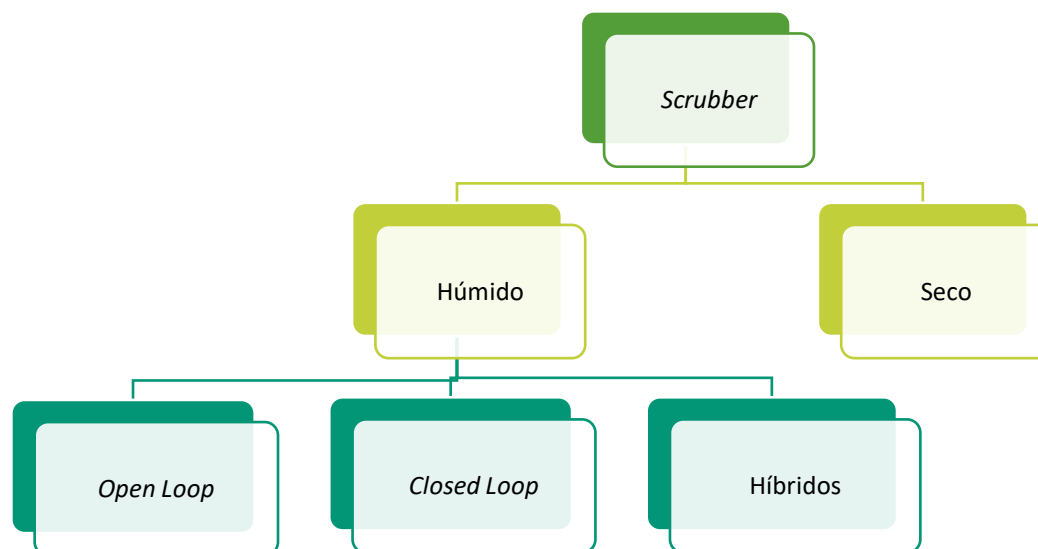 Scrubber
Húmido
Seco
Open Loop
Closed Loop
Híbridos